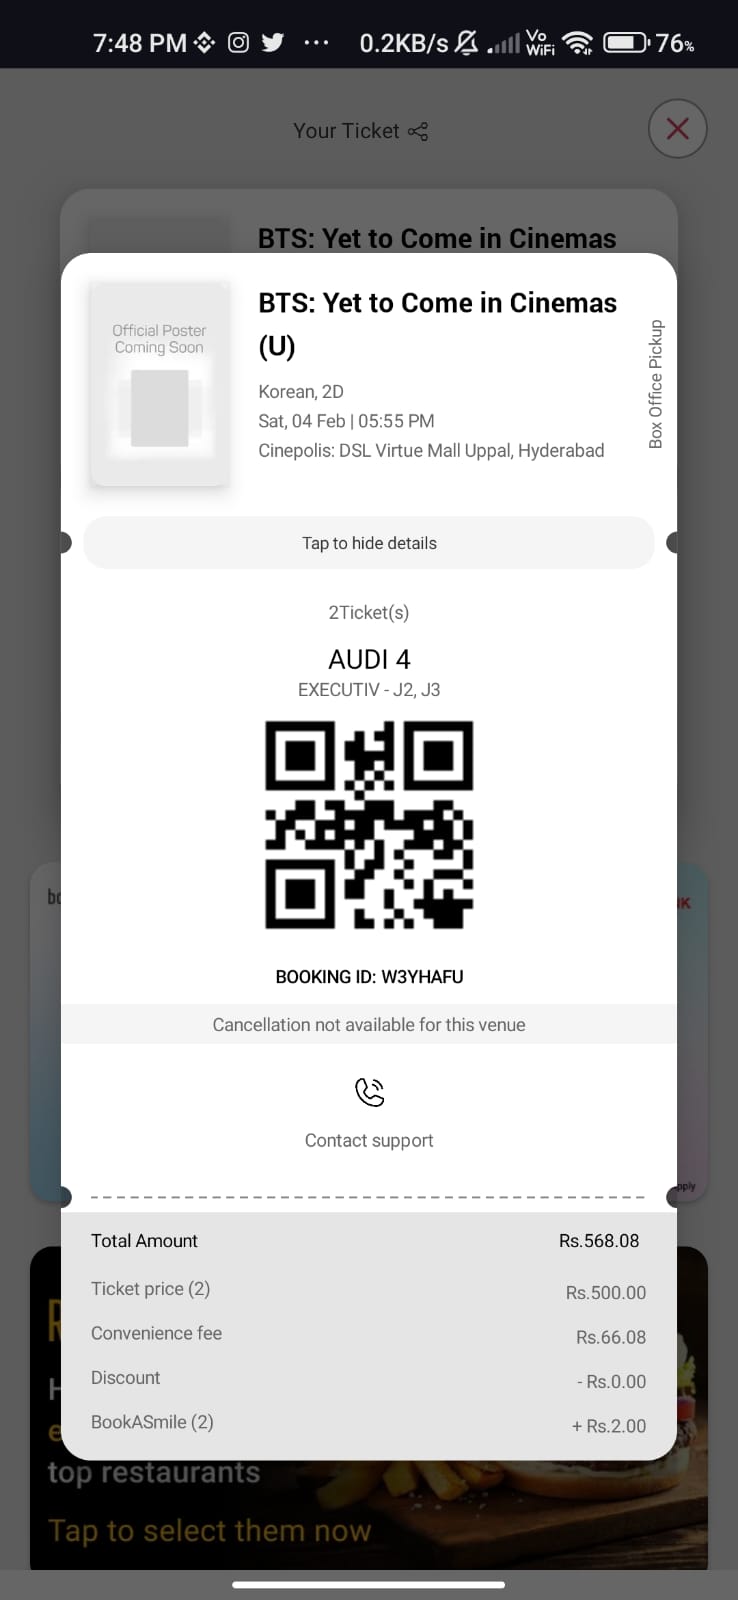 7:48 PM ... 0.2KB/s Vo WiFi 76%
Your Ticket
BTS: Yet to Come in Cinemas
Official Poster
Coming Soon
BTS: Yet to Come in Cinemas
(U)
Korean, 2D
Sat, 04 Feb | 05:55 PM
Cinepolis: DSL Virtue Mall Uppal, Hyderabad
Box Office Pickup
Tap to hide details
2Ticket(s)
AUDI 4
EXECUTIV - J2, J3
BOOKING ID: W3YHAFU
Cancellation not available for this venue
Contact support
Total Amount Rs.568.08
Ticket price (2) Rs.500.00
Convenience fee Rs.66.08
Discount - Rs.0.00
BookASmile (2) + Rs.2.00
top restaurants
Tap to select them now